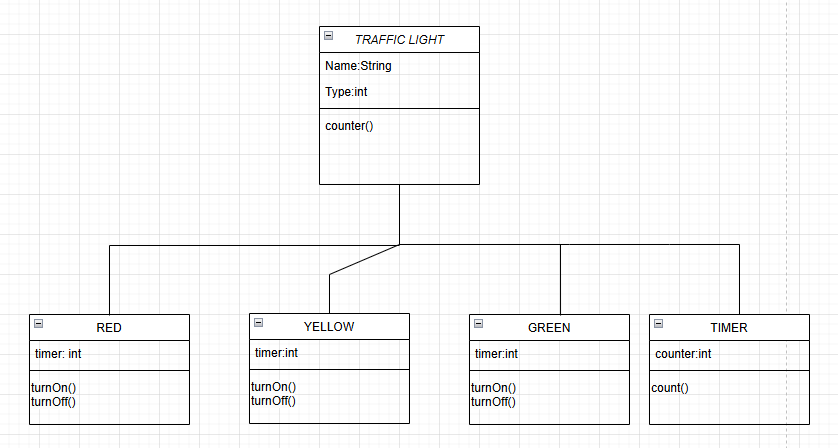 TRAFFIC LIGHT
Name:String
Type:int
counter()
RED
timer: int
turnOn()
turnOff()
YELLOW
timer:int
turnOn()
turnOff()
GREEN
timer:int
turnOn()
turnOff()
TIMER
counter:int
count()